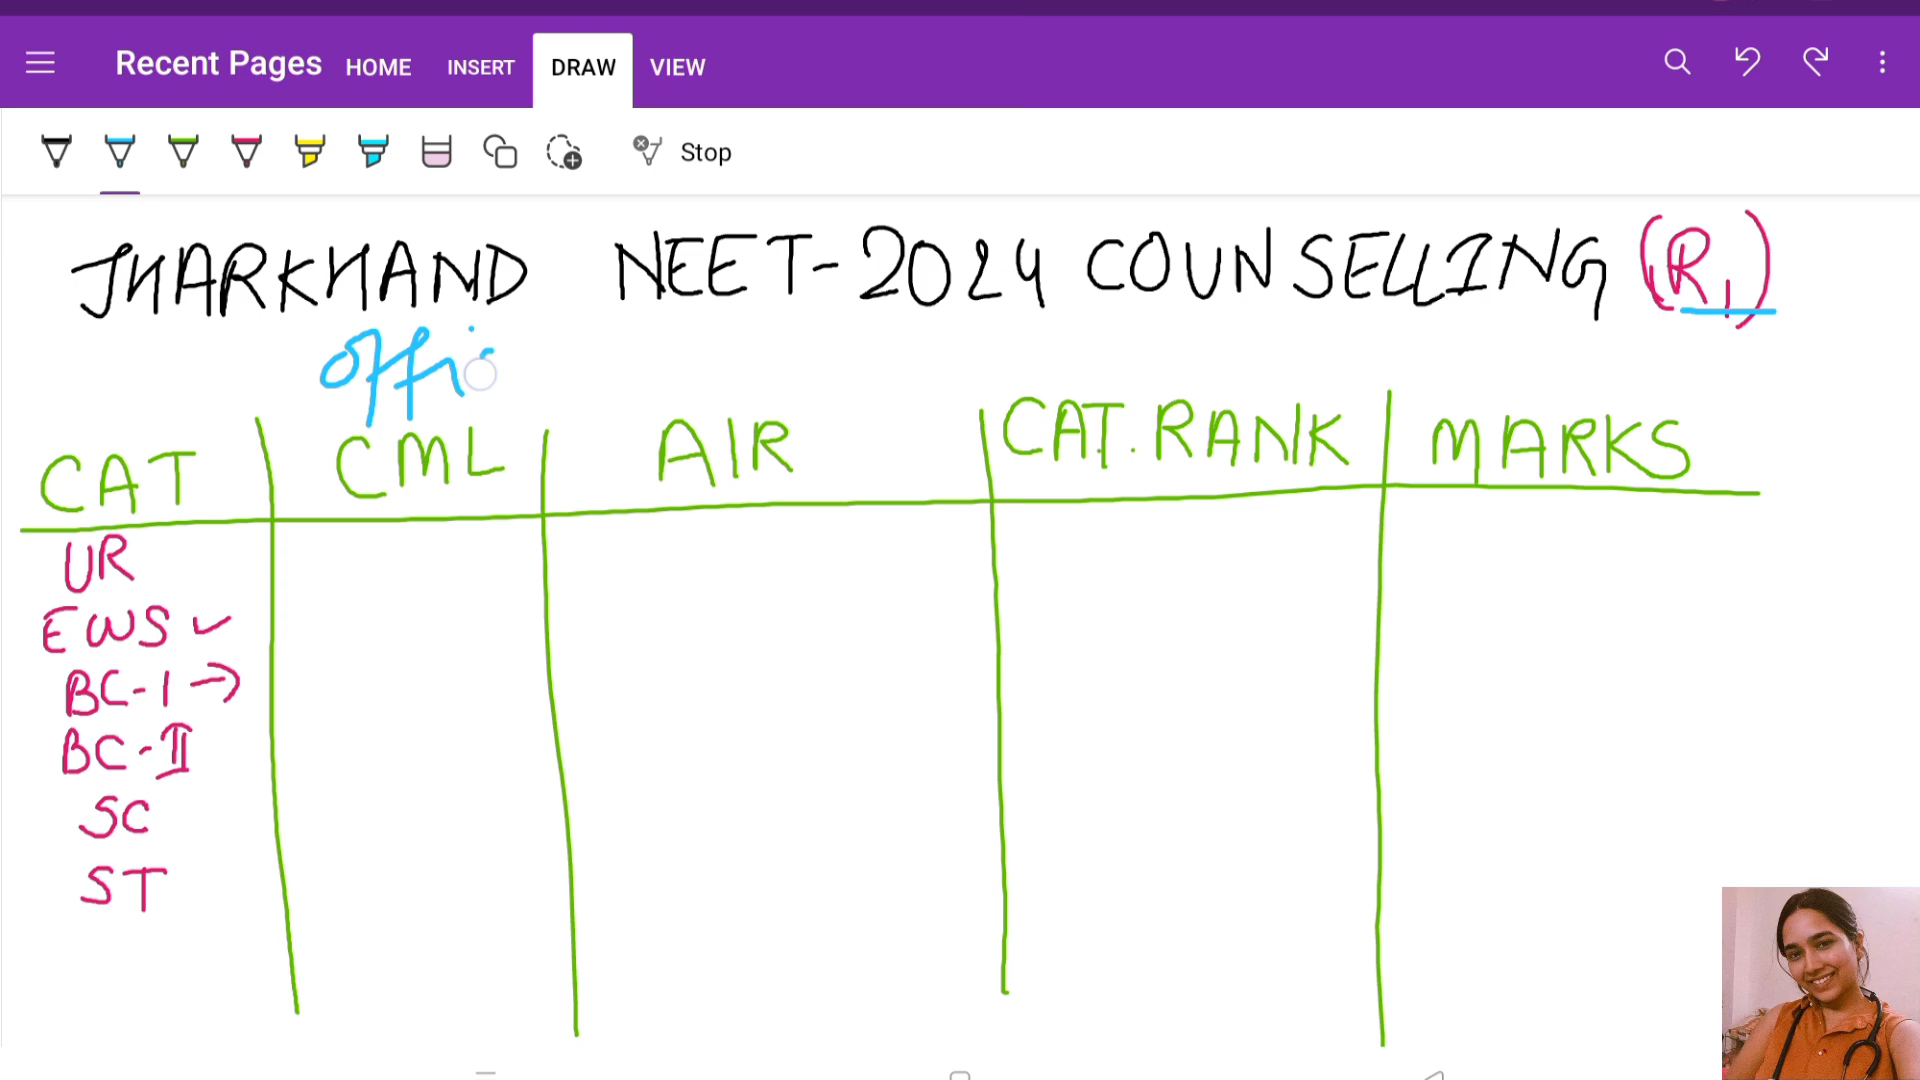 Recent Pages HOME INSERT DRAW VIEW
Stop
JHARKHAND NEET-2024 COUNSELLING (R1)
offi
CAT CML AIR CAT. RANK MARKS
UR
EWS ✓
BC-I →
BC-II
SC
ST